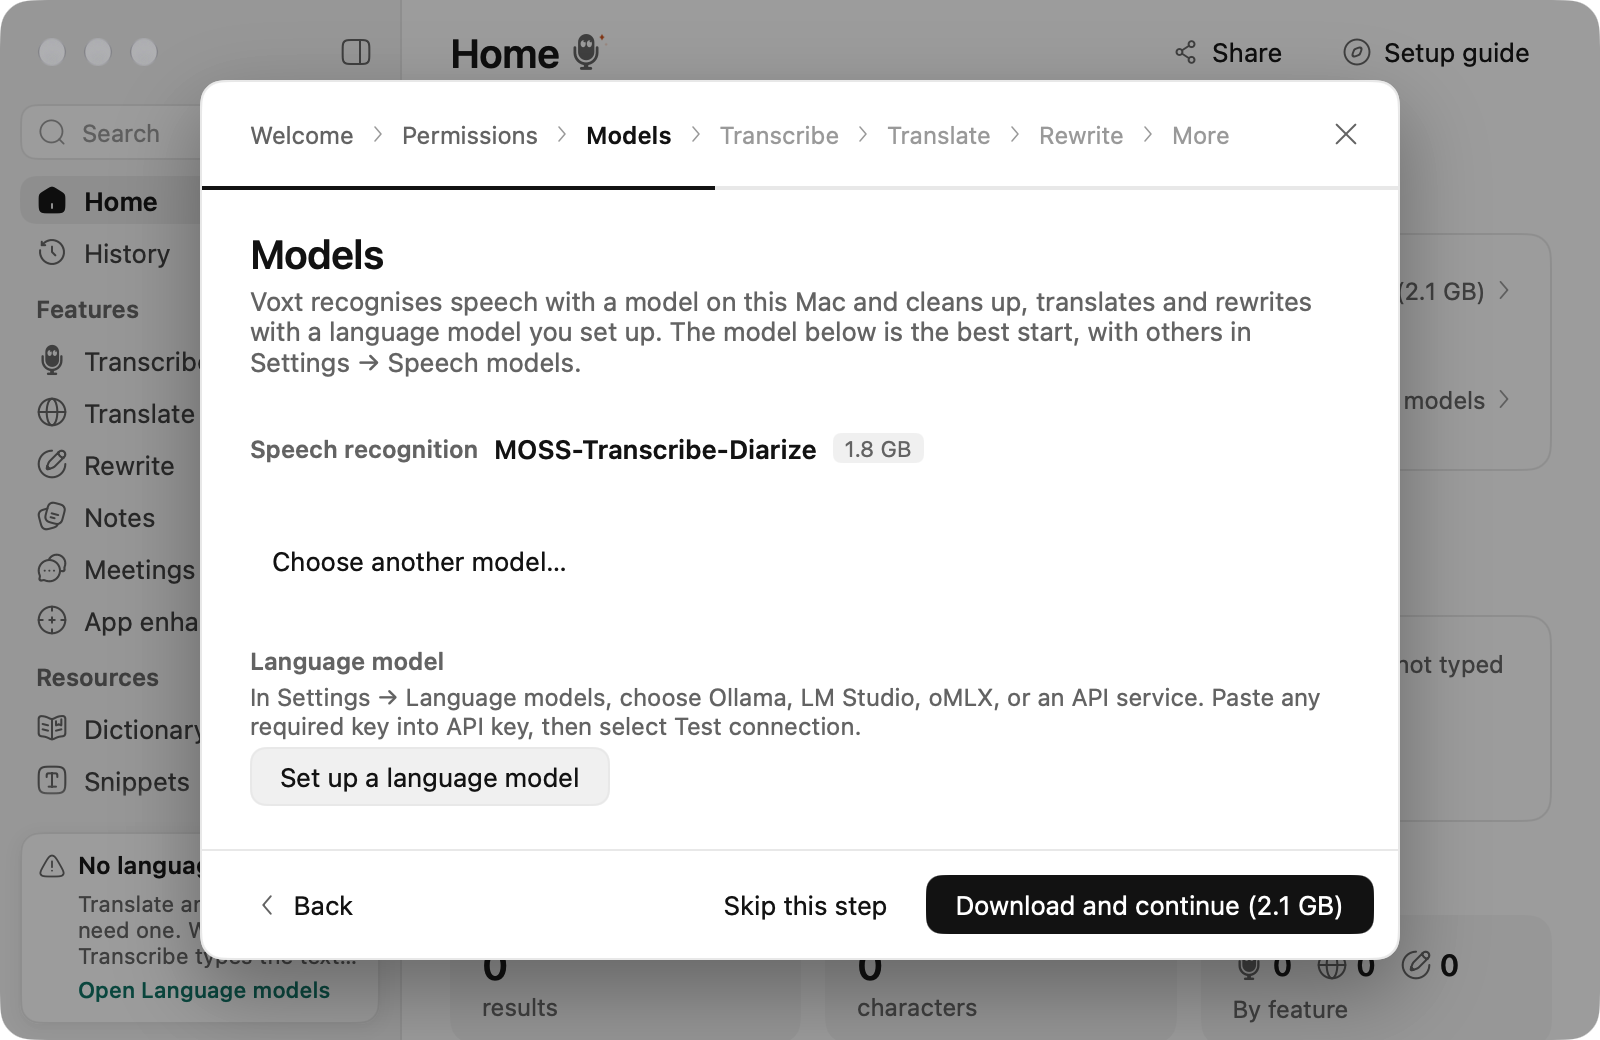 Home
Share
Setup guide
Search
Home
History
Features
Transcribe
Translate
Rewrite
Notes
Meetings
App enha
Resources
Dictionary
Snippets
No languag
Translate ar
need one. W
Transcribe types the text...
Open Language models
Welcome > Permissions > Models > Transcribe > Translate > Rewrite > More
Models
Voxt recognises speech with a model on this Mac and cleans up, translates and rewrites
with a language model you set up. The model below is the best start, with others in
Settings → Speech models.
Speech recognition MOSS-Transcribe-Diarize 1.8 GB
Choose another model...
Language model
In Settings → Language models, choose Ollama, LM Studio, oMLX, or an API service. Paste any
required key into API key, then select Test connection.
Set up a language model
Back
Skip this step
Download and continue (2.1 GB)
(2.1 GB)
models
not typed
0
results
0
characters
0 0 0
By feature